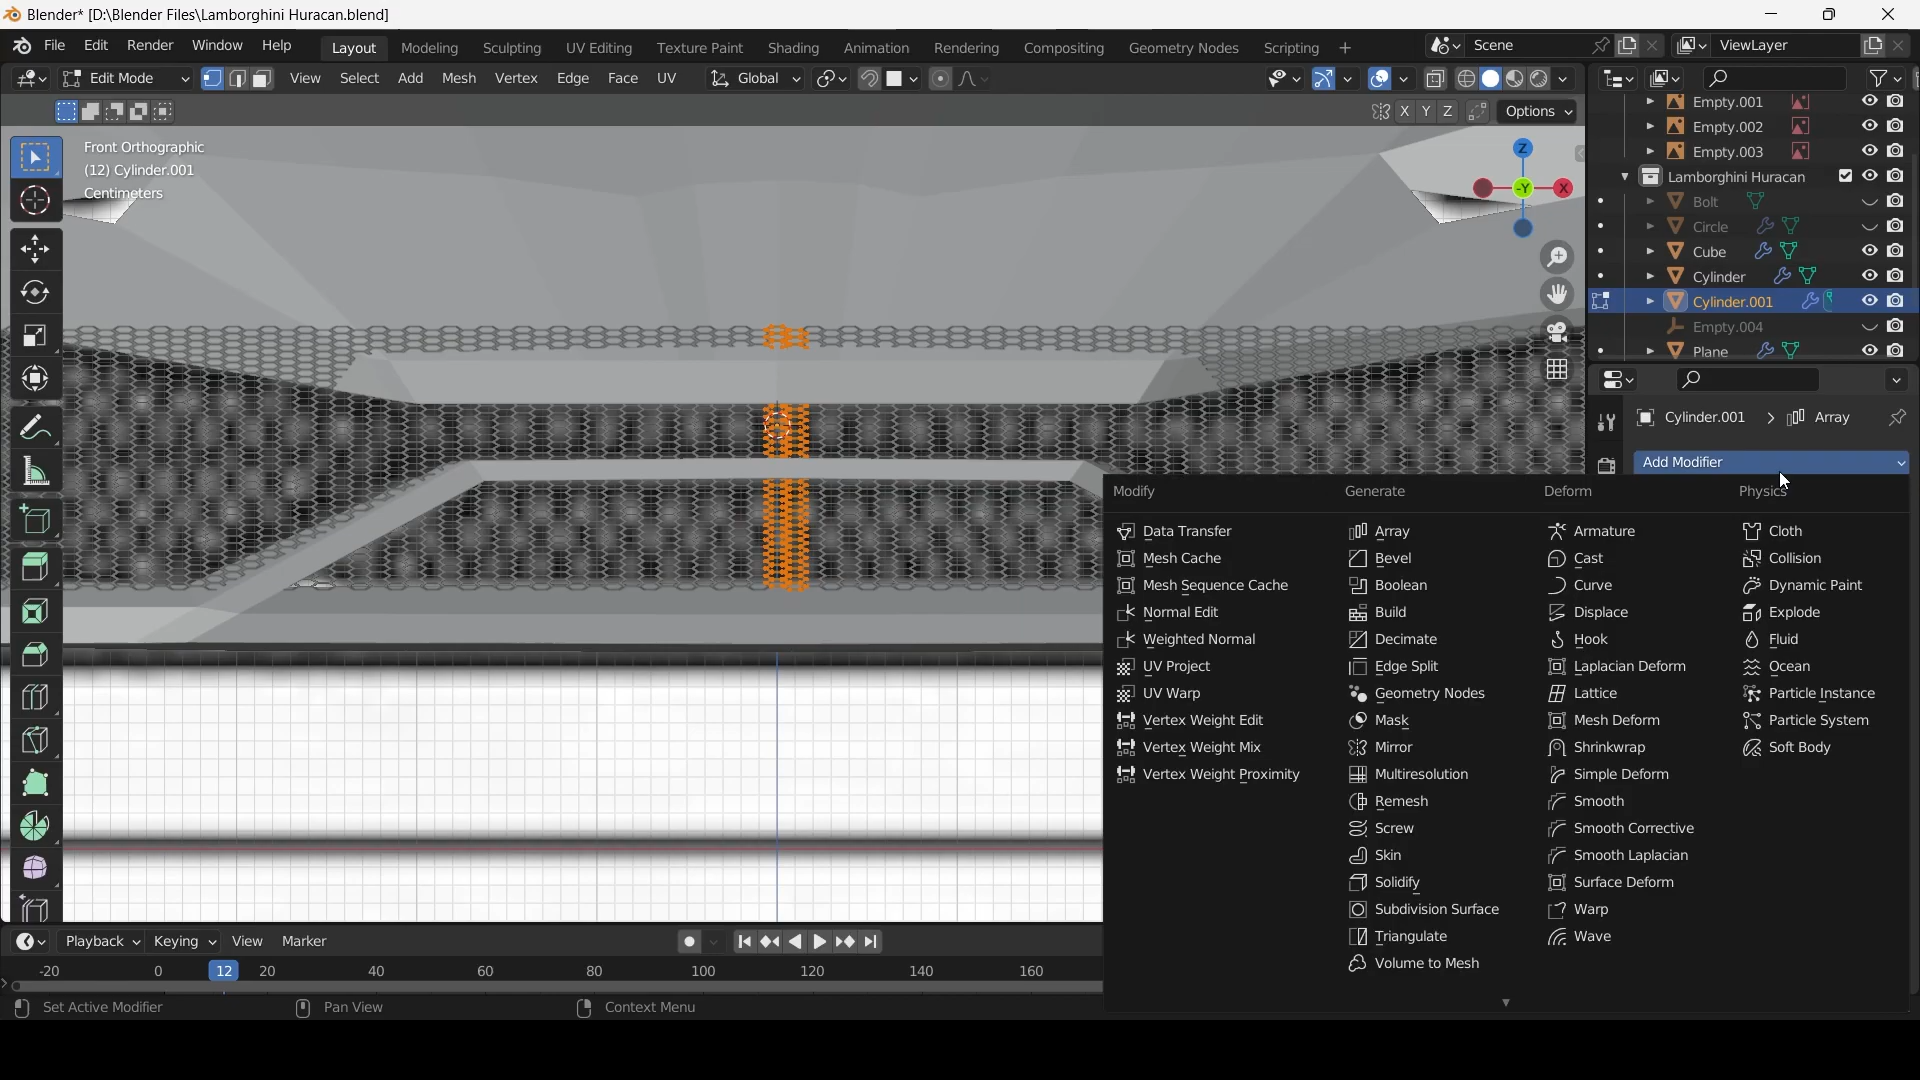 Blender* [D:\Blender Files\Lamborghini Huracan.blend]
File Edit Render Window Help Layout Modeling Sculpting UV Editing Texture Paint Shading Animation Rendering Compositing Geometry Nodes Scripting + Scene ViewLayer
Edit Mode View Select Add Mesh Vertex Edge Face UV Global
X Y Z Options
Front Orthographic
(12) Cylinder.001
Centimeters
Z
-Y X
Empty.001
Empty.002
Empty.003
Lamborghini Huracan
Bolt
Circle
Cube
Cylinder
Cylinder.001
Empty.004
Plane
Cylinder.001 > Array
Add Modifier
Modify Generate Deform Physics
Data Transfer Array Armature Cloth
Mesh Cache Bevel Cast Collision
Mesh Sequence Cache Boolean Curve Dynamic Paint
Normal Edit Build Displace Explode
Weighted Normal Decimate Hook Fluid
UV Project Edge Split Laplacian Deform Ocean
UV Warp Geometry Nodes Lattice Particle Instance
Vertex Weight Edit Mask Mesh Deform Particle System
Vertex Weight Mix Mirror Shrinkwrap Soft Body
Vertex Weight Proximity Multiresolution Simple Deform
Remesh Smooth
Screw Smooth Corrective
Skin Smooth Laplacian
Solidify Surface Deform
Subdivision Surface Warp
Triangulate Wave
Volume to Mesh
Playback Keying View Marker
-20 0 12 20 40 60 80 100 120 140 160
Set Active Modifier Pan View Context Menu